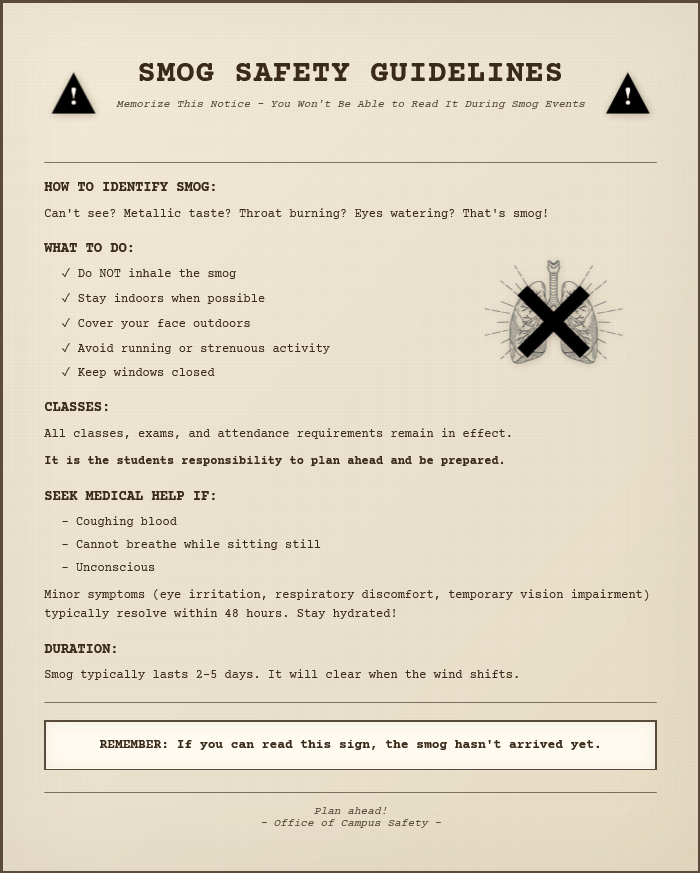 SMOG SAFETY GUIDELINES
Memorize This Notice – You Won't Be Able to Read It During Smog Events
HOW TO IDENTIFY SMOG:
Can't see? Metallic taste? Throat burning? Eyes watering? That's smog!
WHAT TO DO:
✓ Do NOT inhale the smog
✓ Stay indoors when possible
✓ Cover your face outdoors
✓ Avoid running or strenuous activity
✓ Keep windows closed
CLASSES:
All classes, exams, and attendance requirements remain in effect.
It is the students responsibility to plan ahead and be prepared.
SEEK MEDICAL HELP IF:
– Coughing blood
– Cannot breathe while sitting still
– Unconscious
Minor symptoms (eye irritation, respiratory discomfort, temporary vision impairment)
typically resolve within 48 hours. Stay hydrated!
DURATION:
Smog typically lasts 2–5 days. It will clear when the wind shifts.
REMEMBER: If you can read this sign, the smog hasn't arrived yet.
Plan ahead!
– Office of Campus Safety –